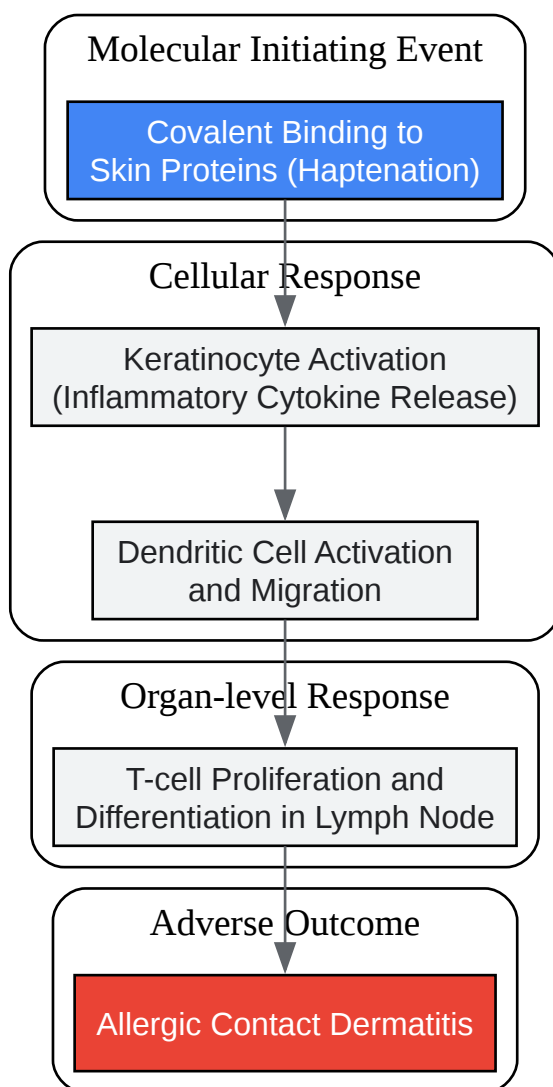 Molecular Initiating Event
Covalent Binding to
Skin Proteins (Haptenation)
Cellular Response
Keratinocyte Activation
(Inflammatory Cytokine Release)
Dendritic Cell Activation
and Migration
Organ-level Response
T-cell Proliferation and
Differentiation in Lymph Node
Adverse Outcome
Allergic Contact Dermatitis